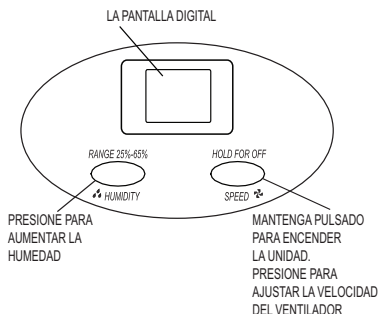 LA PANTALLA DIGITAL
RANGE 25%-65%
HUMIDITY
HOLD FOR OFF
SPEED
PRESIONE PARA
AUMENTAR LA
HUMEDAD
MANTENGA PULSADO
PARA ENCENDER
LA UNIDAD.
PRESIONE PARA
AJUSTAR LA VELOCIDAD
DEL VENTILADOR